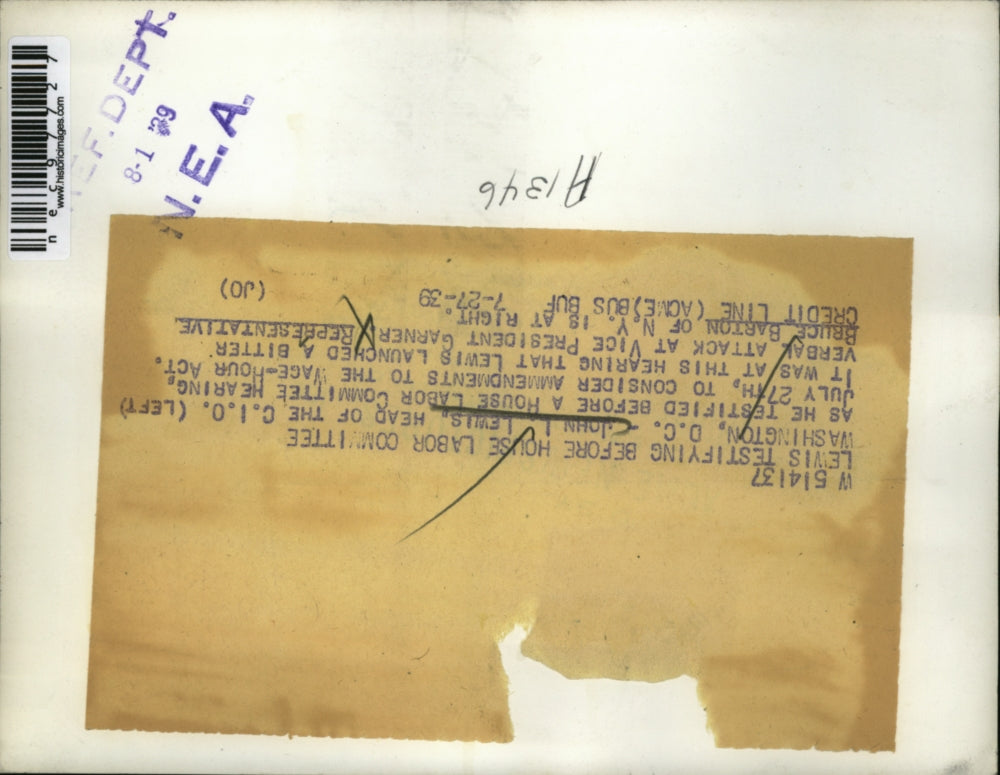 REF. DEPT.
8-1 '39
N.E.A.
necc97727
www.historicimages.com
A1346
W 514137
LEWIS TESTIFYING BEFORE HOUSE LABOR COMMITTEE
WASHINGTON, D.C. - JOHN L. LEWIS, HEAD OF THE C.I.O. (LEFT)
AS HE TESTIFIED BEFORE A HOUSE LABOR COMMITTEE HEARING,
JULY 27TH, TO CONSIDER AMMENDMENTS TO THE WAGE-HOUR ACT.
IT WAS AT THIS HEARING THAT LEWIS LAUNCHED A BITTER
VERBAL ATTACK AT VICE PRESIDENT GARNER. REPRESENTATIVE
BRUCE BARTON OF N.Y. IS AT RIGHT.
CREDIT LINE (ACME) BUS BUF 7-27-39 (JO)